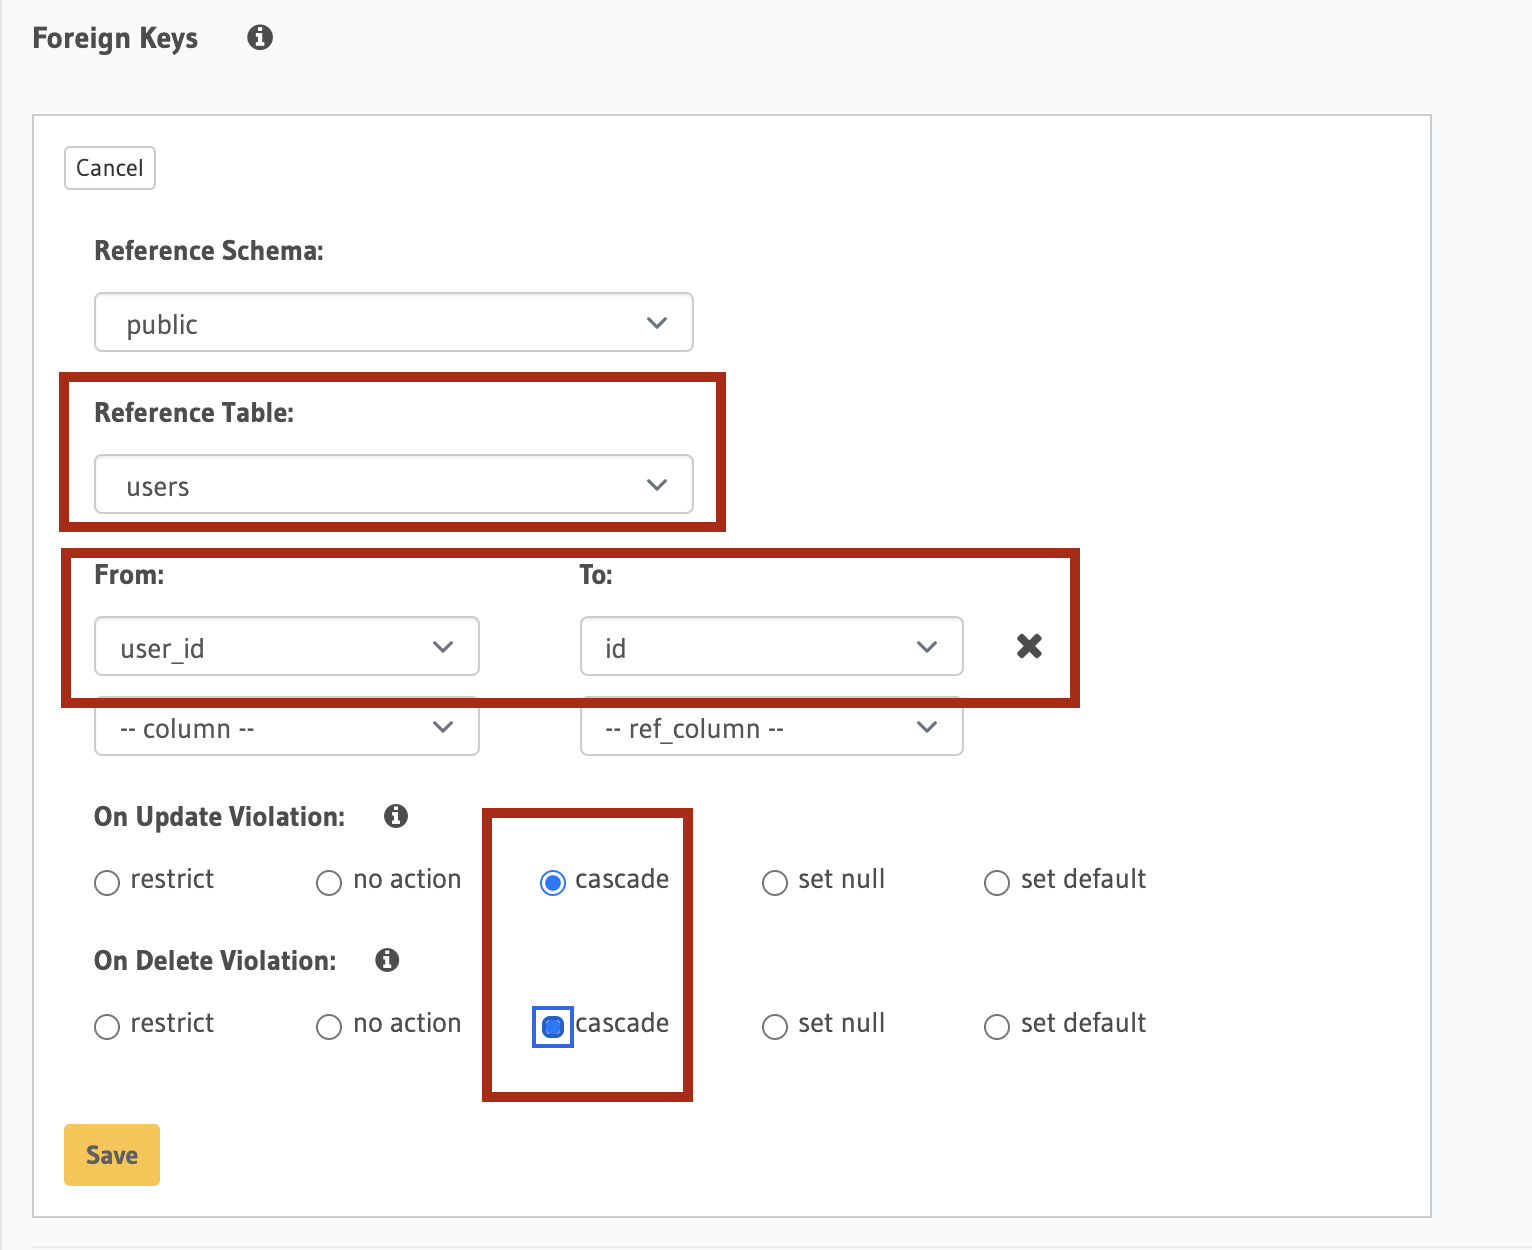 Foreign Keys
Cancel
Reference Schema:
public
Reference Table:
users
From: To:
user_id id
-- column -- -- ref_column --
On Update Violation:
restrict no action cascade set null set default
On Delete Violation:
restrict no action cascade set null set default
Save